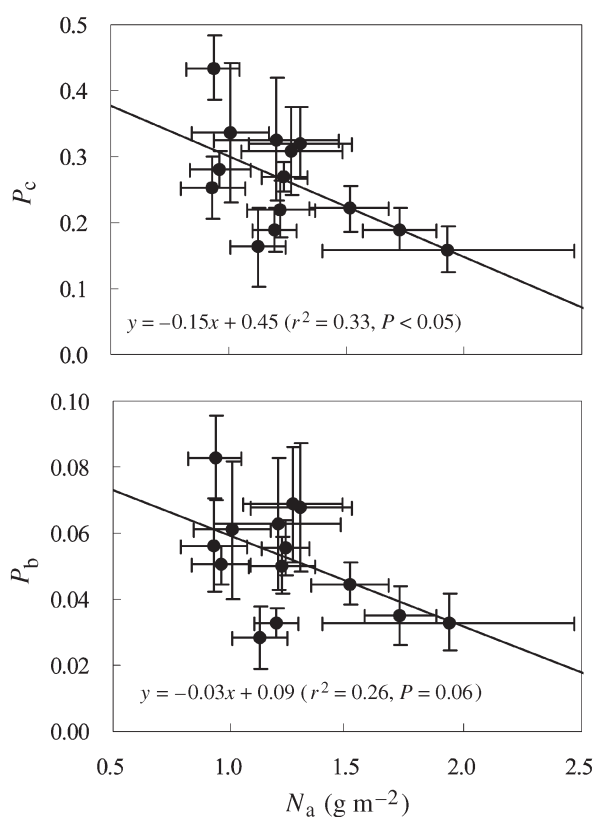 0.5
0.4
0.3
0.2
0.1
0.0
Pc
y = −0.15x + 0.45 (r² = 0.33, P < 0.05)
0.10
0.08
0.06
0.04
0.02
0.00
Pb
y = −0.03x + 0.09 (r² = 0.26, P = 0.06)
0.5 1.0 1.5 2.0 2.5
Na (g m−2)